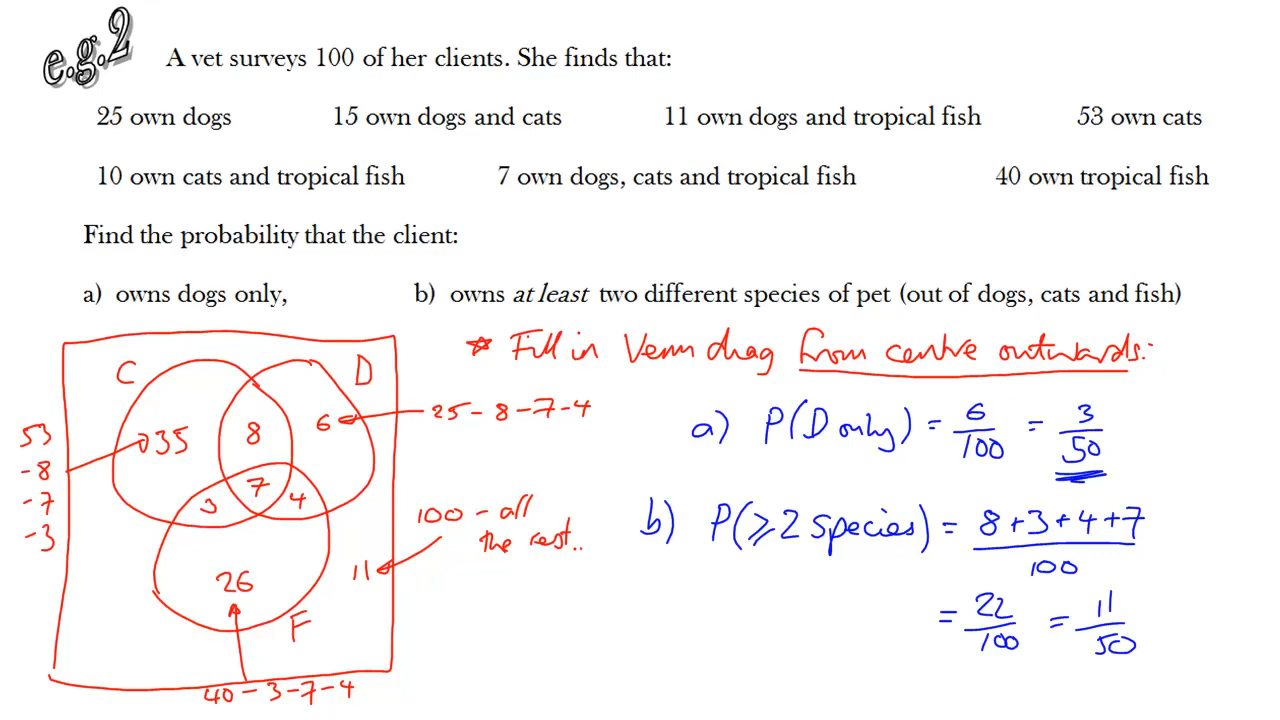 e.g.2
A vet surveys 100 of her clients. She finds that:
25 own dogs 15 own dogs and cats 11 own dogs and tropical fish 53 own cats
10 own cats and tropical fish 7 own dogs, cats and tropical fish 40 own tropical fish
Find the probability that the client:
a) owns dogs only, b) owns at least two different species of pet (out of dogs, cats and fish)
* Fill in Venn diag from centre outwards:-
C D
6 25 - 8 - 7 - 4
53 35 8
-8
-7 3 7 4
-3
100 - all
the rest..
11
26
F
40 - 3 - 7 - 4
a) P(D only) = 6/100 = 3/50
b) P(≥2 species) = 8+3+4+7/100
= 22/100 = 11/50